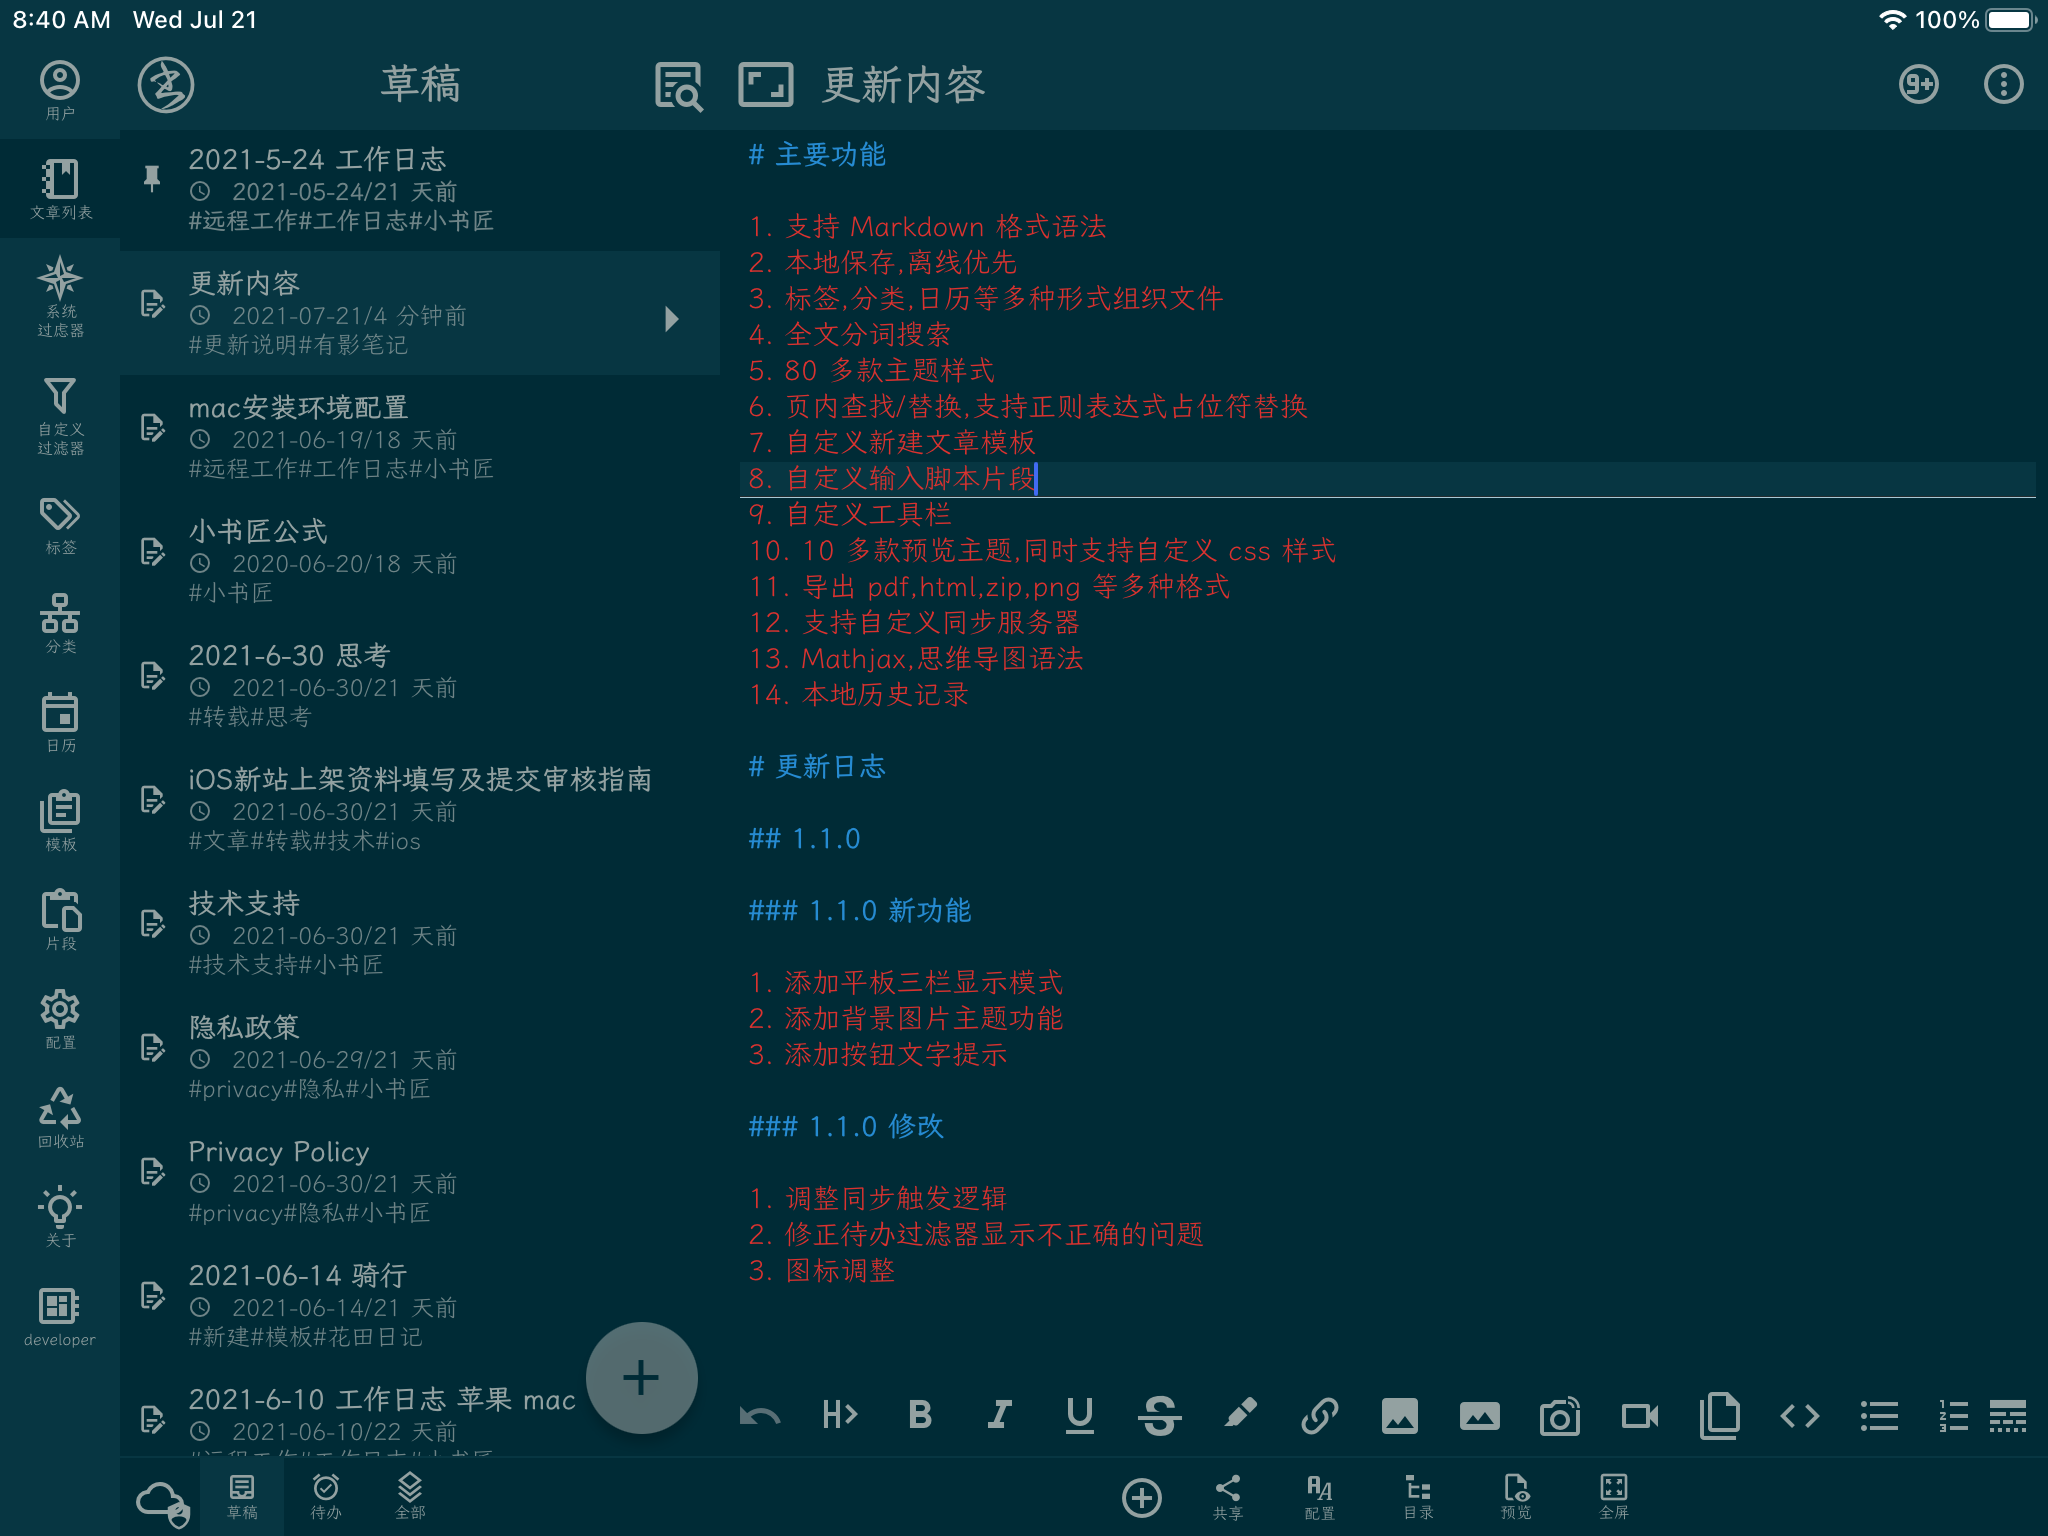 8:40 AM Wed Jul 21
100%
用户
文章列表
系统
过虑器
自定义
过滤器
标签
分类
日历
模板
片段
配置
回收站
关于
developer
草稿
2021-5-24 工作日志
2021-05-24/21 天前
#远程工作#工作日志#小书匠
更新内容
2021-07-21/4 分钟前
#更新说明#有影笔记
mac安装环境配置
2021-06-19/18 天前
#远程工作#工作日志#小书匠
小书匠公式
2020-06-20/18 天前
#小书匠
2021-6-30 思考
2021-06-30/21 天前
#转载#思考
iOS新站上架资料填写及提交审核指南
2021-06-30/21 天前
#文章#转载#技术#ios
技术支持
2021-06-30/21 天前
#技术支持#小书匠
隐私政策
2021-06-29/21 天前
#privacy#隐私#小书匠
Privacy Policy
2021-06-30/21 天前
#privacy#隐私#小书匠
2021-06-14 骑行
2021-06-14/21 天前
#新建#模板#花田日记
2021-6-10 工作日志 苹果 mac
2021-06-10/22 天前
#远程工作#工作日志#小书匠
草稿
待办
全部
更新内容
9+
# 主要功能
1. 支持 Markdown 格式语法
2. 本地保存,离线优先
3. 标签,分类,日历等多种形式组织文件
4. 全文分词搜索
5. 80 多款主题样式
6. 页内查找/替换,支持正则表达式占位符替换
7. 自定义新建文章模板
8. 自定义输入脚本片段
9. 自定义工具栏
10. 10 多款预览主题,同时支持自定义 css 样式
11. 导出 pdf,html,zip,png 等多种格式
12. 支持自定义同步服务器
13. Mathjax,思维导图语法
14. 本地历史记录
# 更新日志
## 1.1.0
### 1.1.0 新功能
1. 添加平板三栏显示模式
2. 添加背景图片主题功能
3. 添加按钮文字提示
### 1.1.0 修改
1. 调整同步触发逻辑
2. 修正待办过滤器显示不正确的问题
3. 图标调整
共享
配置
目录
预览
全屏